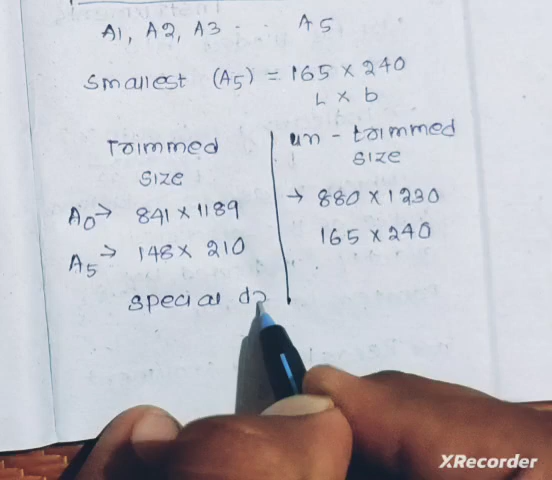 A1, A2, A3 .. A5
Smallest (A5) = 165 × 240
L × b
Trimmed
size
un - trimmed
size
A0→ 841 × 1189
→ 880 × 1230
A5→ 148 × 210
165 × 240
special
XRecorder